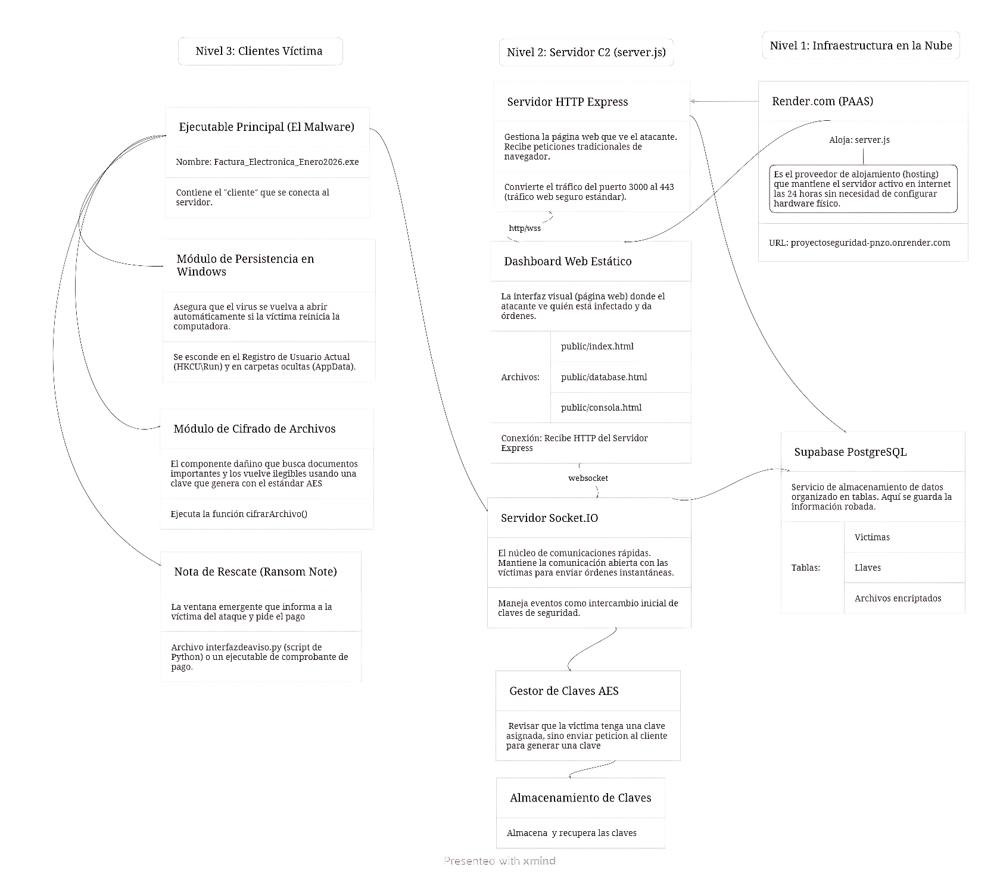 Nivel 3: Clientes Víctima
Ejecutable Principal (El Malware)
Nombre: Factura_Electronica_Enero2026.exe
Contiene el "cliente" que se conecta al
servidor.
Módulo de Persistencia en
Windows
Asegura que el virus se vuelva a abrir
automáticamente si la víctima reinicia la
computadora.
Se esconde en el Registro de Usuario Actual
(HKCU\Run) y en carpetas ocultas (AppData).
Módulo de Cifrado de Archivos
El componente dañino que busca documentos
importantes y los vuelve ilegibles usando una
clave que genera con el estándar AES
Ejecuta la función cifrarArchivo()
Nota de Rescate (Ransom Note)
La ventana emergente que informa a la
víctima del ataque y pide el pago
Archivo interfazdeaviso.py (script de
Python) o un ejecutable de comprobante de
pago.
Nivel 2: Servidor C2 (server.js)
Servidor HTTP Express
Gestiona la página web que ve el atacante.
Recibe peticiones tradicionales de
navegador.
Convierte el tráfico del puerto 3000 al 443
(tráfico web seguro estándar).
http/wss
Dashboard Web Estático
La interfaz visual (página web) donde el
atacante ve quién está infectado y da
órdenes.
Archivos:
public/index.html
public/database.html
public/consola.html
Conexión: Recibe HTTP del Servidor
Express
websocket
Servidor Socket.IO
El núcleo de comunicaciones rápidas.
Mantiene la comunicación abierta con las
víctimas para enviar órdenes instantáneas.
Maneja eventos como intercambio inicial de
claves de seguridad.
Gestor de Claves AES
Revisar que la victima tenga una clave
asignada, sino enviar peticion al cliente
para generar una clave
Almacenamiento de Claves
Almacena y recupera las claves
Nivel 1: Infraestructura en la Nube
Render.com (PAAS)
Aloja: server.js
Es el proveedor de alojamiento (hosting)
que mantiene el servidor activo en internet
las 24 horas sin necesidad de configurar
hardware físico.
URL: proyectoseguridad-pnzo.onrender.com
Supabase PostgreSQL
Servicio de almacenamiento de datos
organizado en tablas. Aquí se guarda la
información robada.
Tablas:
Victimas
Llaves
Archivos encriptados
Presented with xmind